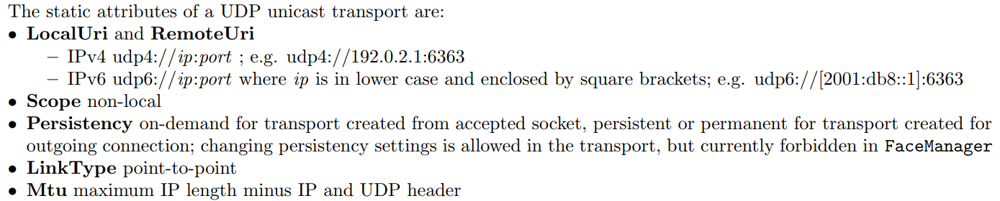 The static attributes of a UDP unicast transport are:
• LocalUri and RemoteUri
– IPv4 udp4://ip:port ; e.g. udp4://192.0.2.1:6363
– IPv6 udp6://ip:port where ip is in lower case and enclosed by square brackets; e.g. udp6://[2001:db8::1]:6363
• Scope non-local
• Persistency on-demand for transport created from accepted socket, persistent or permanent for transport created for
outgoing connection; changing persistency settings is allowed in the transport, but currently forbidden in FaceManager
• LinkType point-to-point
• Mtu maximum IP length minus IP and UDP header